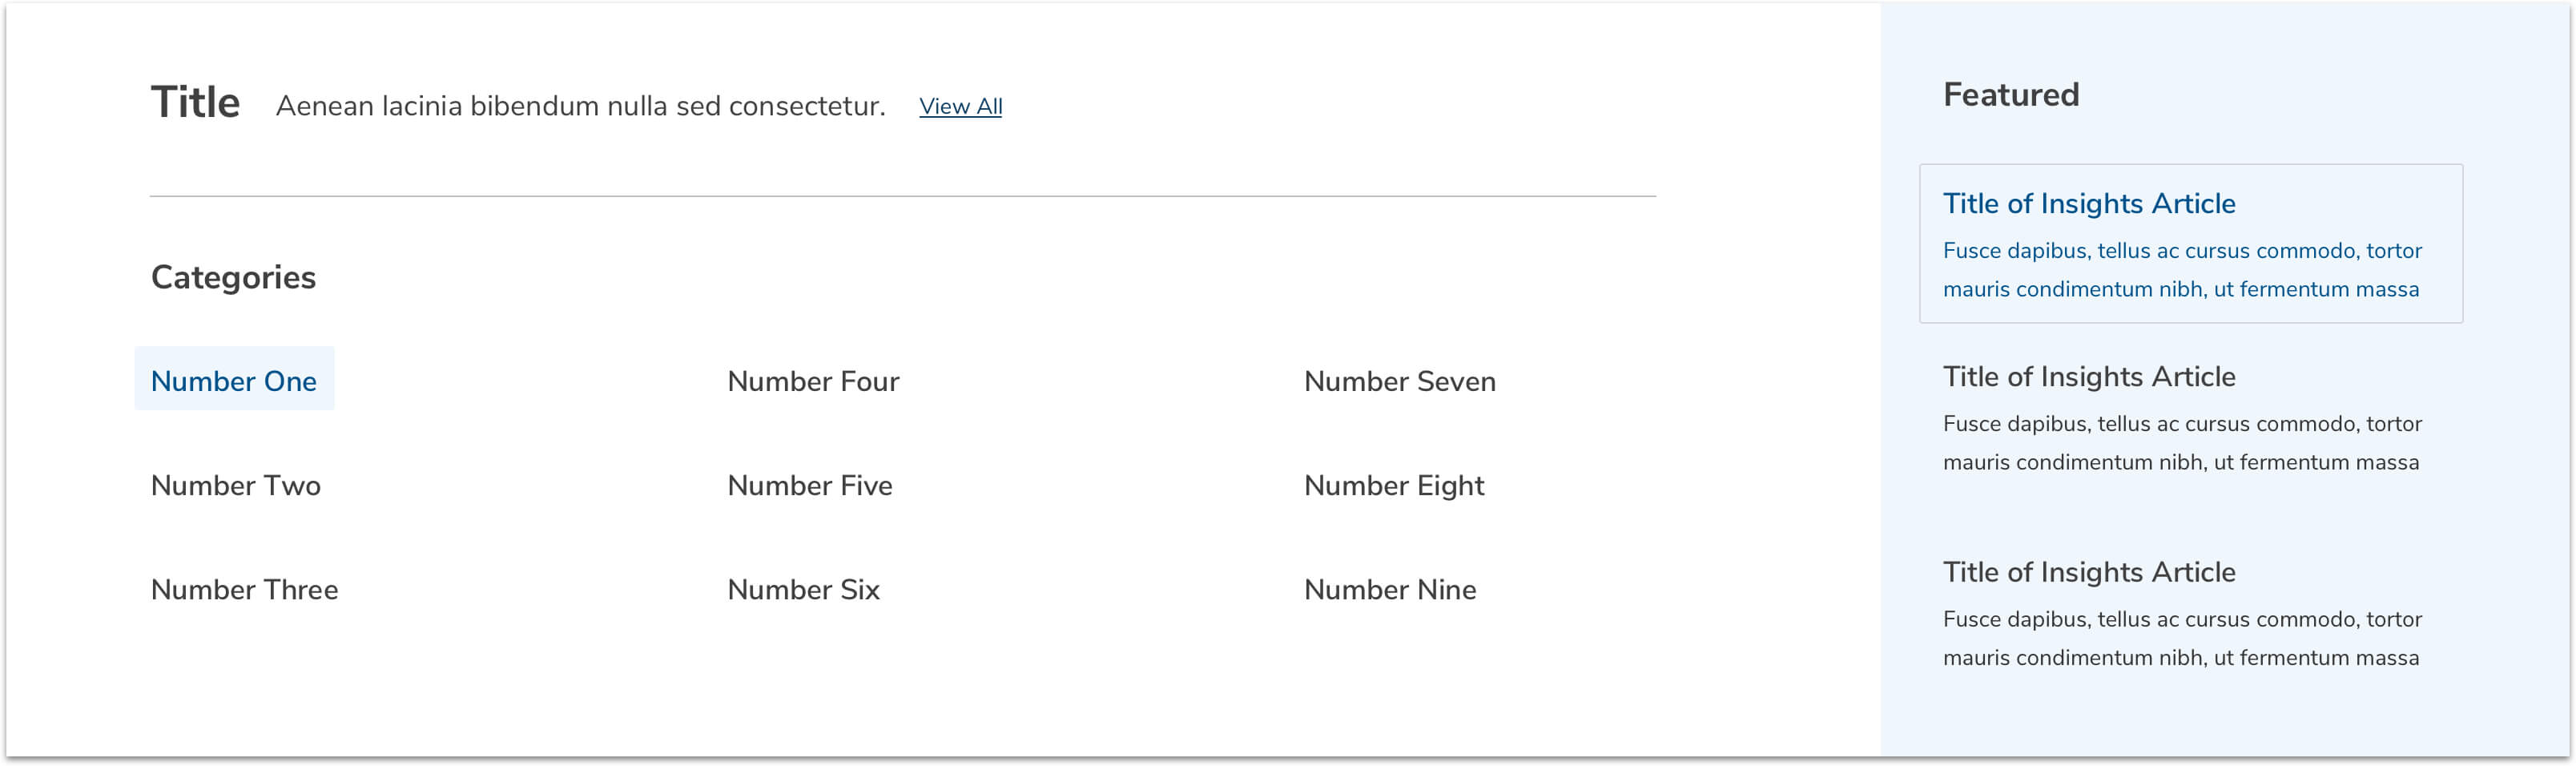 Title Aenean lacinia bibendum nulla sed consectetur. View All
Categories
Number One
Number Two
Number Three
Number Four
Number Five
Number Six
Number Seven
Number Eight
Number Nine
Featured
Title of Insights Article
Fusce dapibus, tellus ac cursus commodo, tortor
mauris condimentum nibh, ut fermentum massa
Title of Insights Article
Fusce dapibus, tellus ac cursus commodo, tortor
mauris condimentum nibh, ut fermentum massa
Title of Insights Article
Fusce dapibus, tellus ac cursus commodo, tortor
mauris condimentum nibh, ut fermentum massa